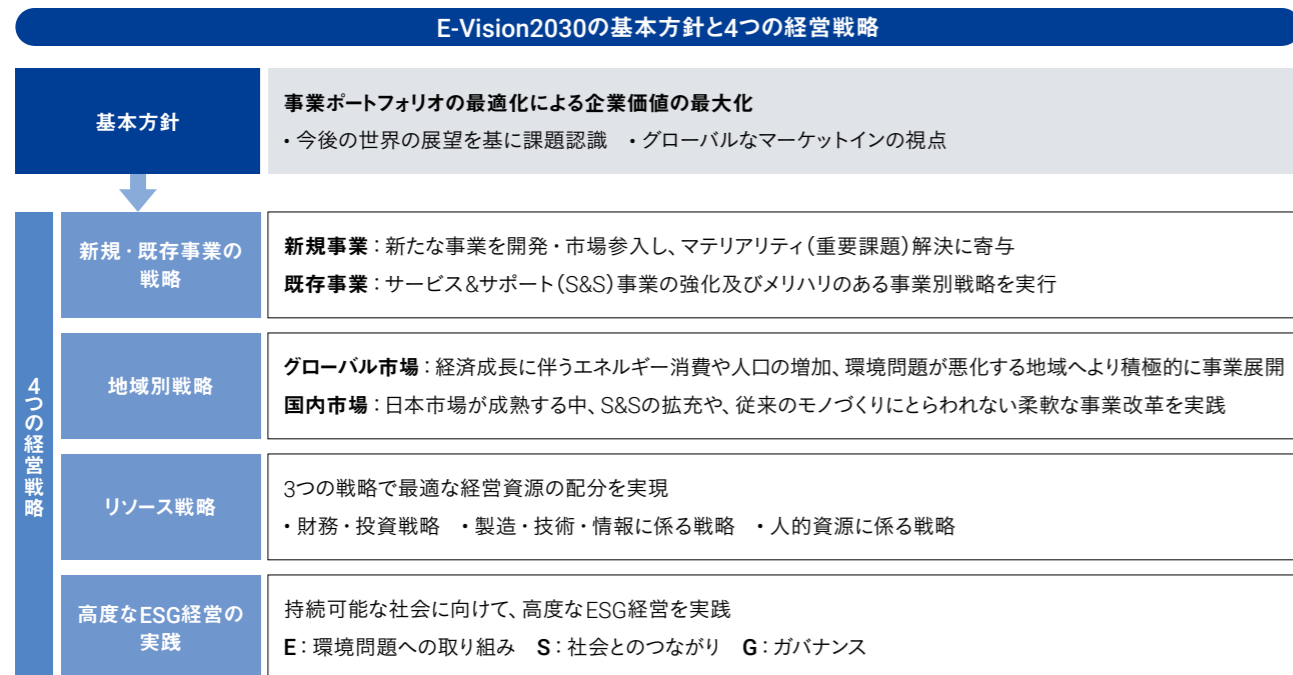 E-Vision2030の基本方針と4つの経営戦略
基本方針
事業ポートフォリオの最適化による企業価値の最大化
・今後の世界の展望を基に課題認識　・グローバルなマーケットインの視点
4つの経営戦略
新規・既存事業の
戦略
新規事業：新たな事業を開発・市場参入し、マテリアリティ（重要課題）解決に寄与
既存事業：サービス&サポート（S&S）事業の強化及びメリハリのある事業別戦略を実行
地域別戦略
グローバル市場：経済成長に伴うエネルギー消費や人口の増加、環境問題が悪化する地域へより積極的に事業展開
国内市場：日本市場が成熟する中、S&Sの拡充や、従来のモノづくりにとらわれない柔軟な事業改革を実践
リソース戦略
3つの戦略で最適な経営資源の配分を実現
・財務・投資戦略　・製造・技術・情報に係る戦略　・人的資源に係る戦略
高度なESG経営の
実践
持続可能な社会に向けて、高度なESG経営を実践
E：環境問題への取り組み　S：社会とのつながり　G：ガバナンス